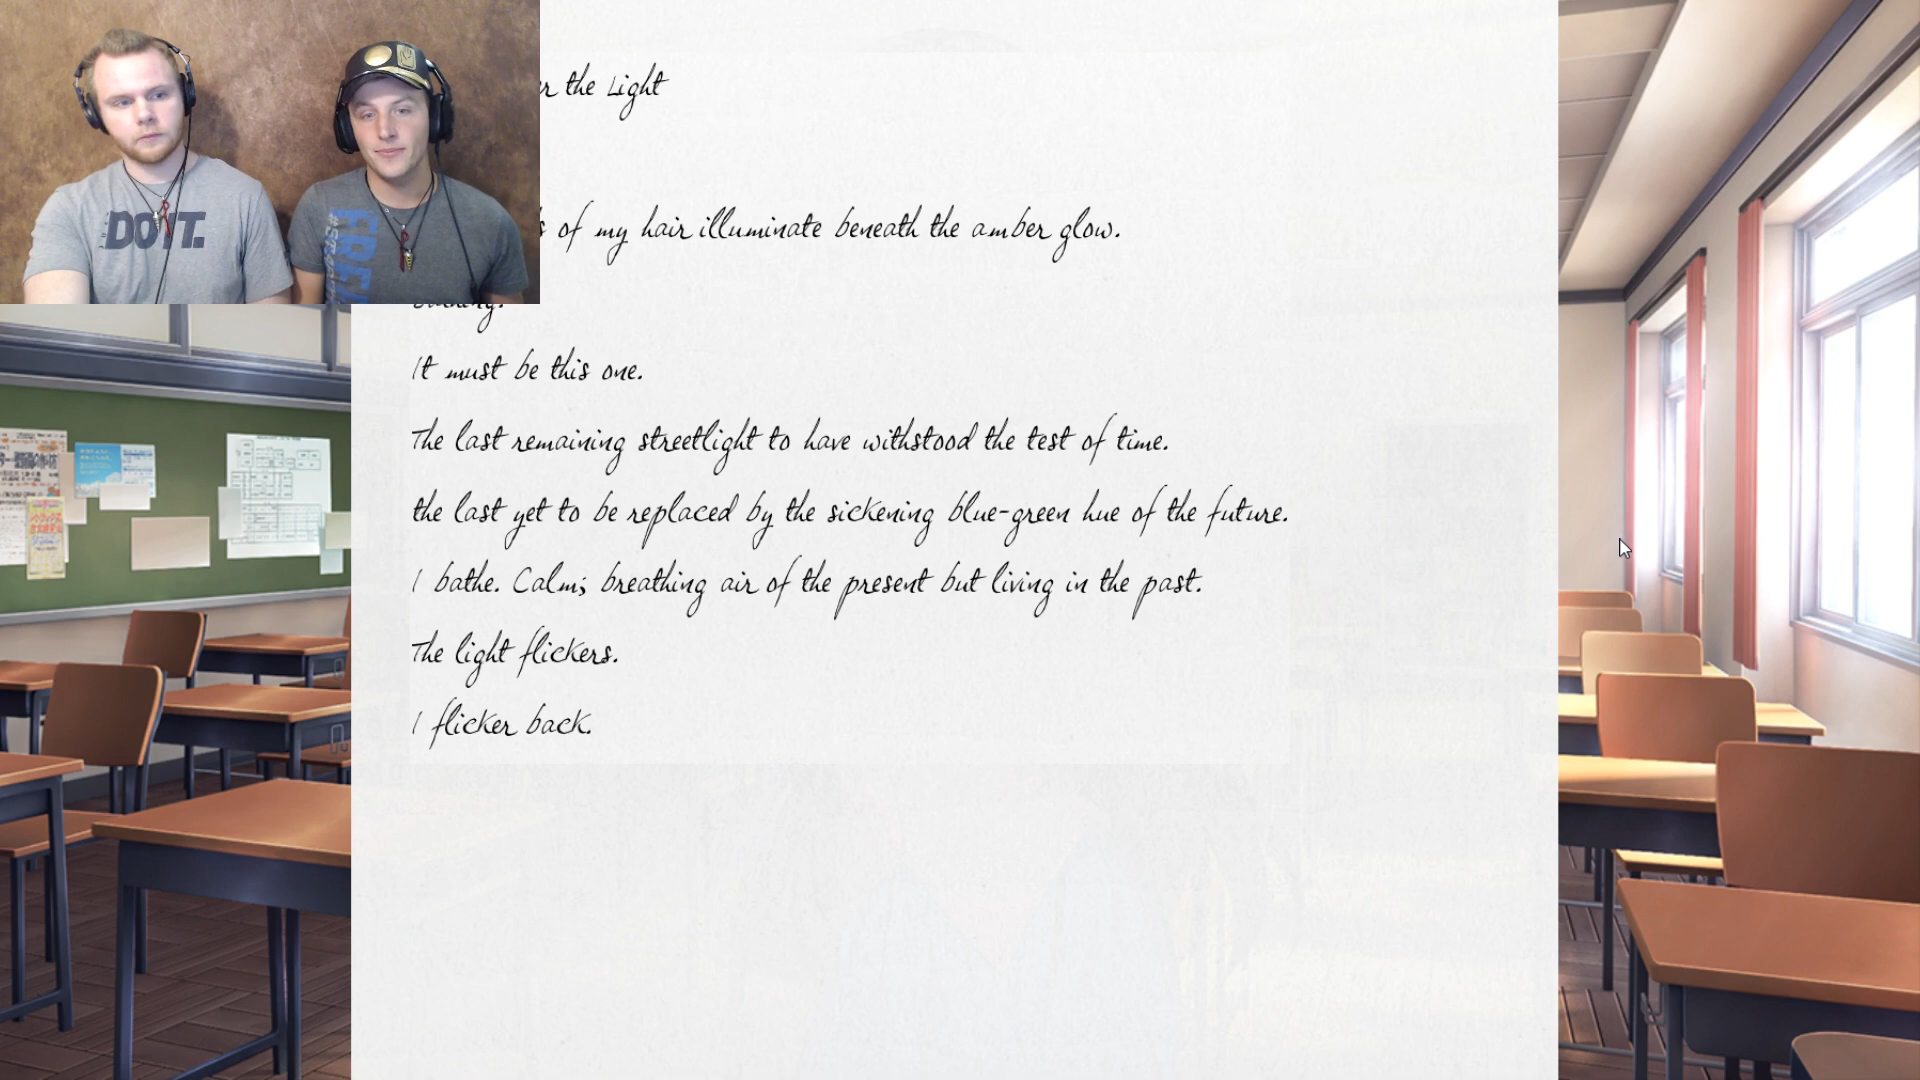 DO IT.
the Light
of my hair illuminate beneath the amber glow.
It must be this one.
The last remaining streetlight to have withstood the test of time.
the last yet to be replaced by the sickening blue-green hue of the future.
I bathe. Calm; breathing air of the present but living in the past.
The light flickers.
I flicker back.